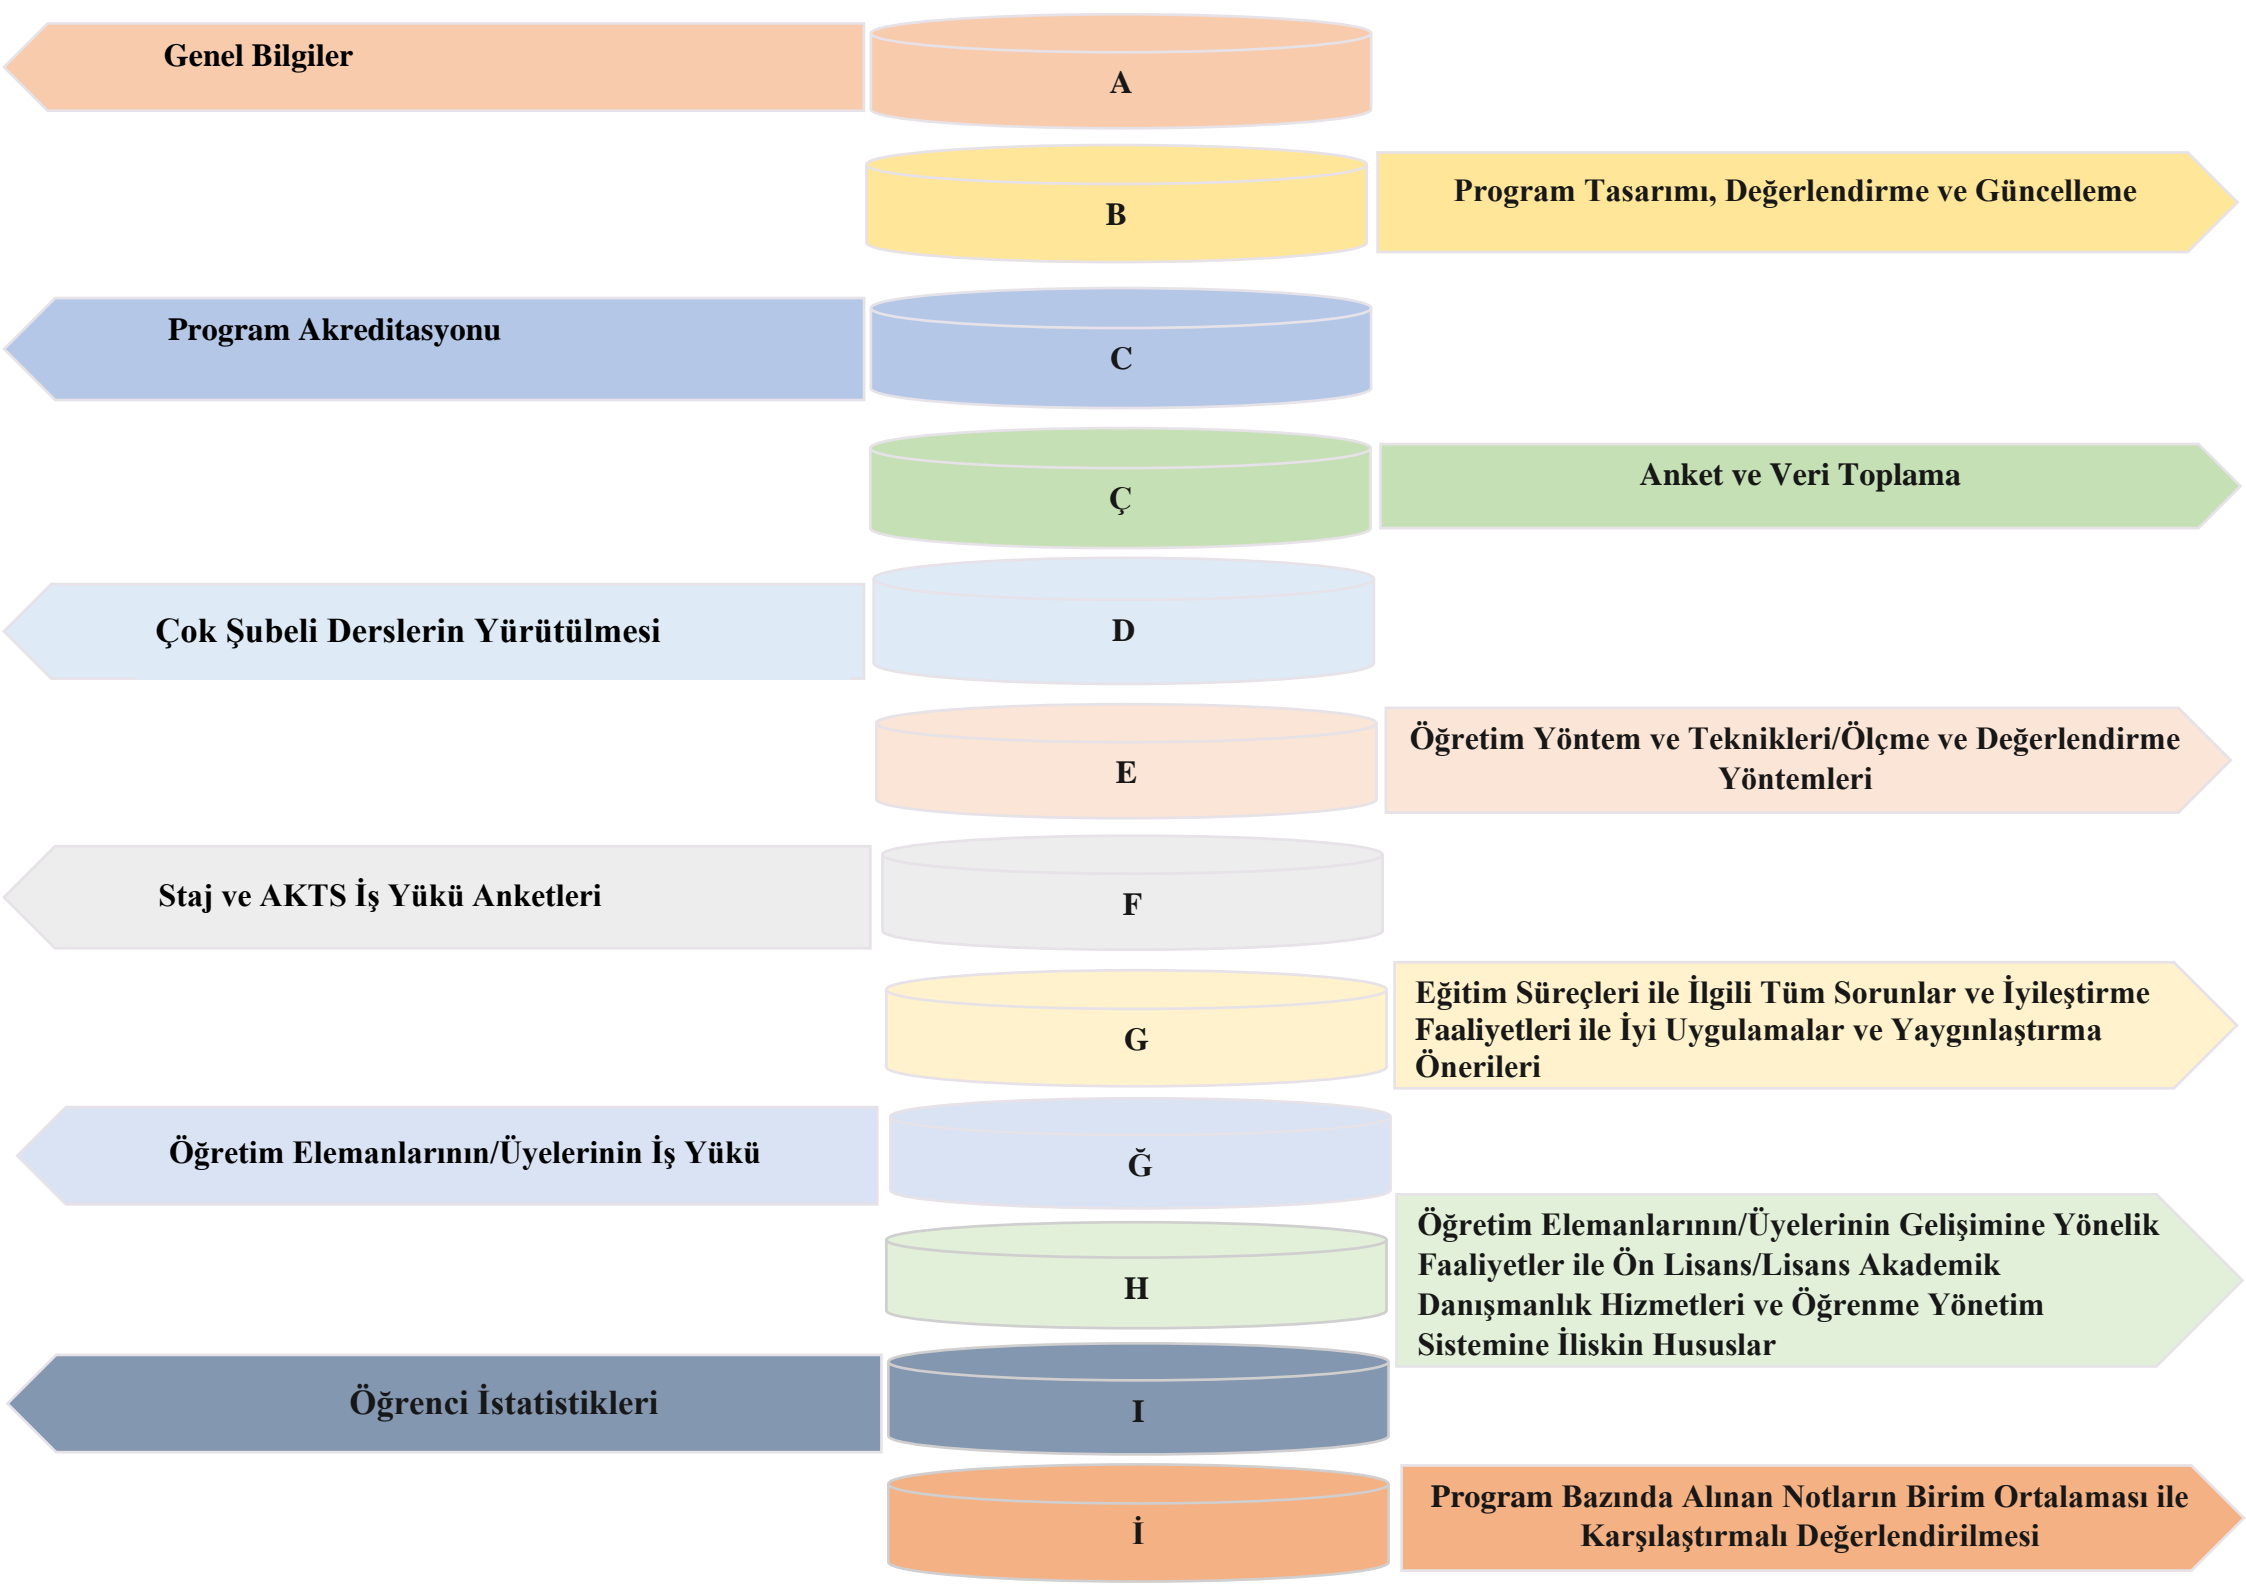 Genel Bilgiler
A
B
Program Tasarımı, Değerlendirme ve Güncelleme
Program Akreditasyonu
C
Ç
Anket ve Veri Toplama
Çok Şubeli Derslerin Yürütülmesi
D
E
Öğretim Yöntem ve Teknikleri/Ölçme ve Değerlendirme
Yöntemleri
Staj ve AKTS İş Yükü Anketleri
F
G
Eğitim Süreçleri ile İlgili Tüm Sorunlar ve İyileştirme
Faaliyetleri ile İyi Uygulamalar ve Yaygınlaştırma
Önerileri
Öğretim Elemanlarının/Üyelerinin İş Yükü
Ğ
H
Öğretim Elemanlarının/Üyelerinin Gelişimine Yönelik
Faaliyetler ile Ön Lisans/Lisans Akademik
Danışmanlık Hizmetleri ve Öğrenme Yönetim
Sistemine İliskin Hususlar
Öğrenci İstatistikleri
I
İ
Program Bazında Alınan Notların Birim Ortalaması ile
Karşılaştırmalı Değerlendirilmesi